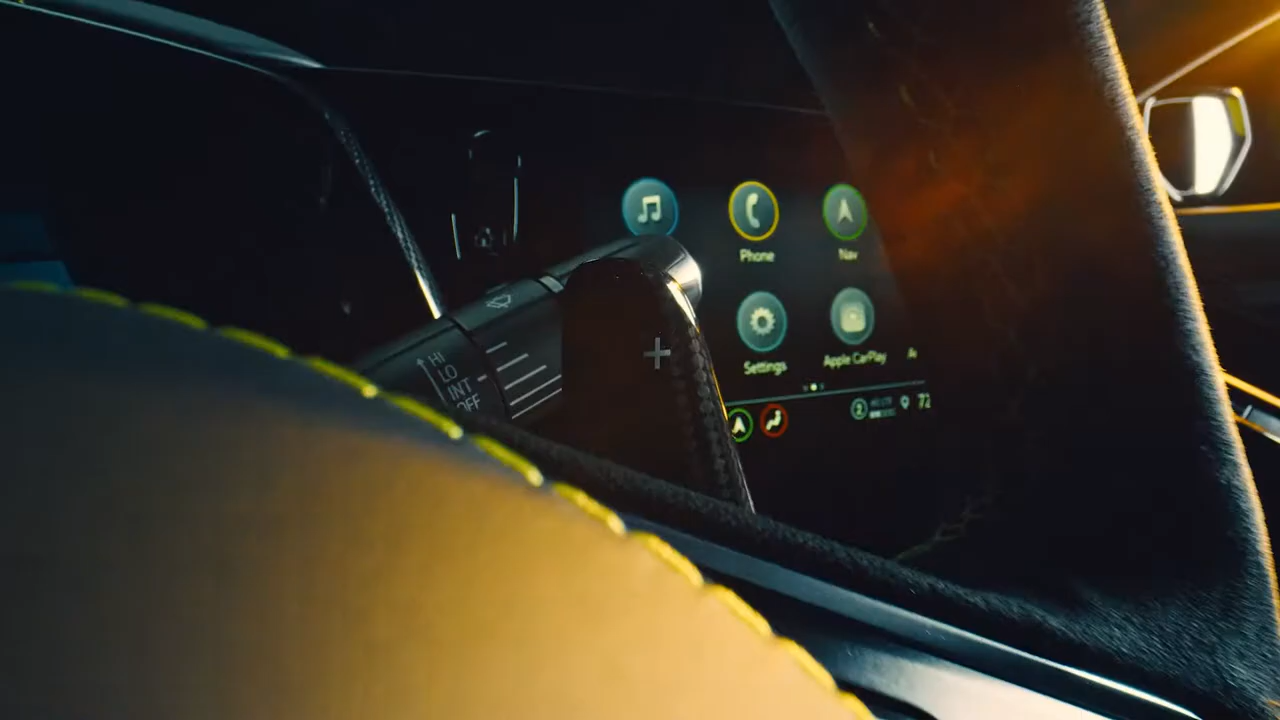 Phone
Nav
Settings
Apple CarPlay
72
HI
LO
INT
OFF
+